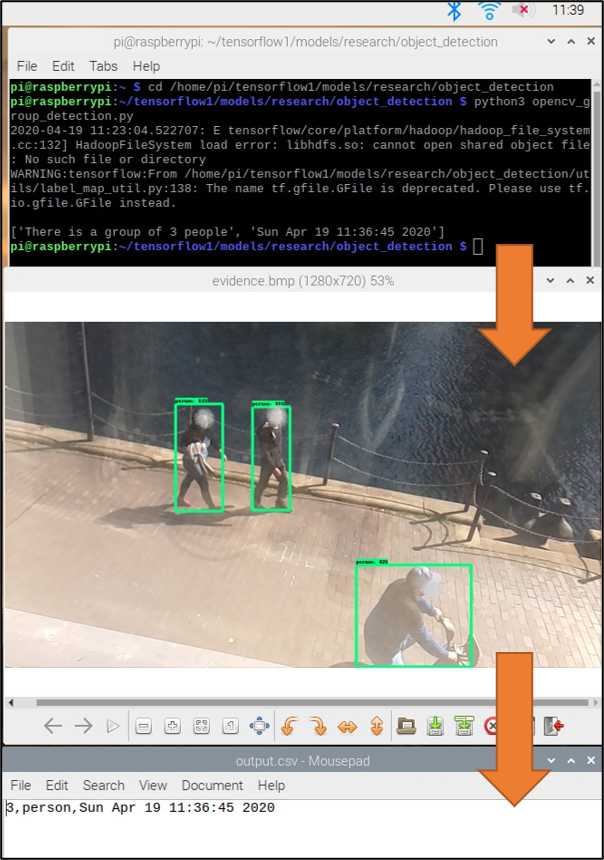 11:39
pi@raspberrypi: ~/tensorflow1/models/research/object_detection
File Edit Tabs Help
pi@raspberrypi:~ $ cd /home/pi/tensorflow1/models/research/object_detection
pi@raspberrypi:~/tensorflow1/models/research/object_detection $ python3 opencv_g
roup_detection.py
2020-04-19 11:23:04.522707: E tensorflow/core/platform/hadoop/hadoop_file_system
.cc:132] HadoopFileSystem load error: libhdfs.so: cannot open shared object file
: No such file or directory
WARNING:tensorflow:From /home/pi/tensorflow1/models/research/object_detection/ut
ils/label_map_util.py:138: The name tf.gfile.GFile is deprecated. Please use tf.
io.gfile.GFile instead.
['There is a group of 3 people', 'Sun Apr 19 11:36:45 2020']
pi@raspberrypi:~/tensorflow1/models/research/object_detection $
evidence.bmp (1280x720) 53%
person:
person:
person:
output.csv - Mousepad
File Edit Search View Document Help
3,person,Sun Apr 19 11:36:45 2020